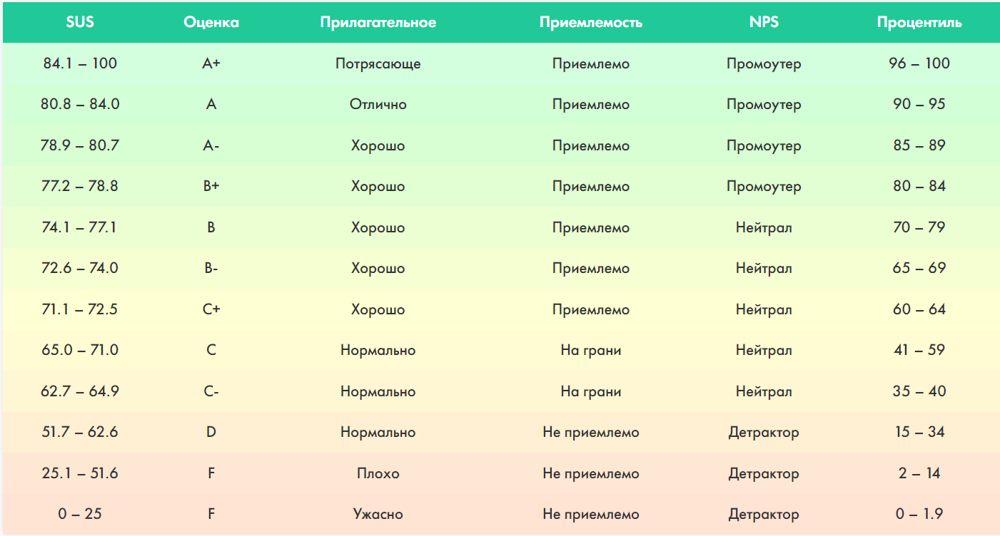 SUS Оценка Прилагательное Приемлемость NPS Процентиль
84.1 – 100 A+ Потрясающе Приемлемо Промоутер 96 – 100
80.8 – 84.0 A Отлично Приемлемо Промоутер 90 – 95
78.9 – 80.7 A- Хорошо Приемлемо Промоутер 85 – 89
77.2 – 78.8 B+ Хорошо Приемлемо Промоутер 80 – 84
74.1 – 77.1 B Хорошо Приемлемо Нейтрал 70 – 79
72.6 – 74.0 B- Хорошо Приемлемо Нейтрал 65 – 69
71.1 – 72.5 C+ Хорошо Приемлемо Нейтрал 60 – 64
65.0 – 71.0 C Нормально На грани Нейтрал 41 – 59
62.7 – 64.9 C- Нормально На грани Нейтрал 35 – 40
51.7 – 62.6 D Нормально Не приемлемо Детрактор 15 – 34
25.1 – 51.6 F Плохо Не приемлемо Детрактор 2 – 14
0 – 25 F Ужасно Не приемлемо Детрактор 0 – 1.9